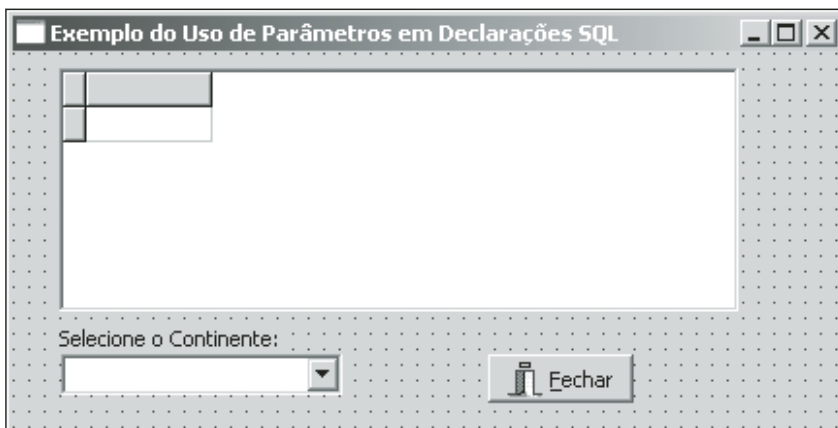 Exemplo do Uso de Parâmetros em Declarações SQL
Selecione o Continente:
Fechar